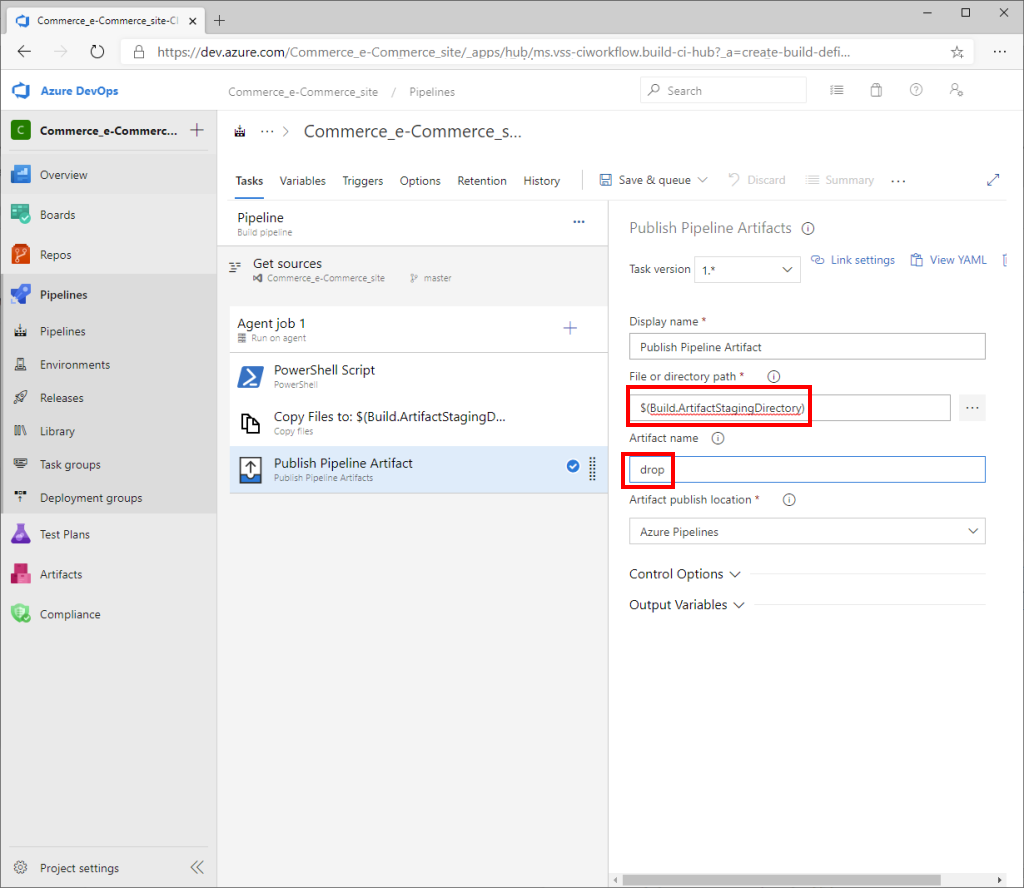 Commerce_e-Commerce_site-CI
https://dev.azure.com/Commerce_e-Commerce_site/_apps/hub/ms.vss-ciworkflow.build-ci-hub?_a=create-build-defi...
Azure DevOps
Commerce_e-Commerce_site / Pipelines
Search
C
Commerce_e-Commerc...
Overview
Boards
Repos
Pipelines
Pipelines
Environments
Releases
Library
Task groups
Deployment groups
Test Plans
Artifacts
Compliance
Project settings
... > Commerce_e-Commerce_s...
Tasks Variables Triggers Options Retention History
Save & queue Discard Summary ...
Pipeline
Build pipeline
Get sources
Commerce_e-Commerce_site master
Agent job 1
Run on agent
PowerShell Script
PowerShell
Copy Files to: $(Build.ArtifactStagingD...
Copy files
Publish Pipeline Artifact
Publish Pipeline Artifacts
Publish Pipeline Artifacts
Task version 1.*
Link settings View YAML
Display name *
Publish Pipeline Artifact
File or directory path *
$(Build.ArtifactStagingDirectory)
Artifact name
drop
Artifact publish location *
Azure Pipelines
Control Options
Output Variables